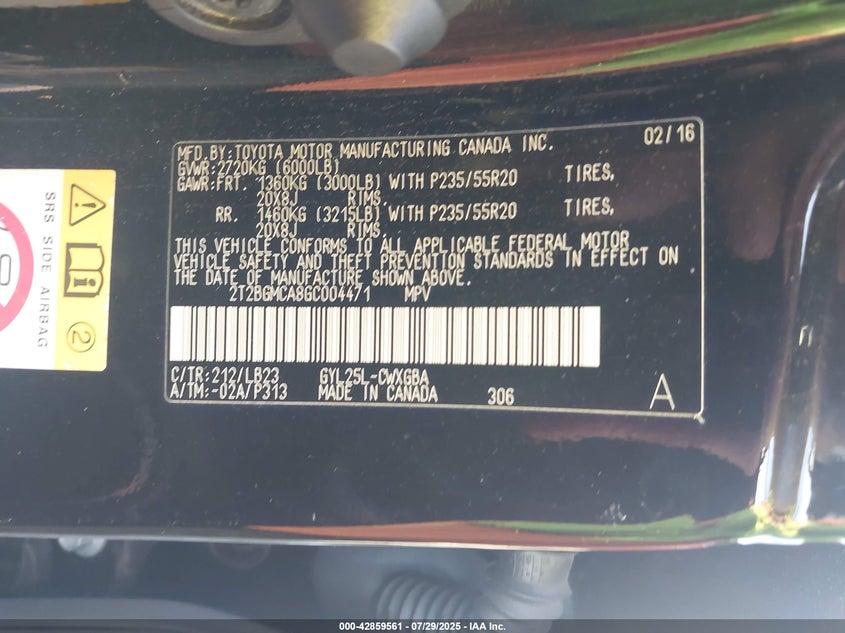 MFD.BY:TOYOTA MOTOR MANUFACTURING CANADA INC. 02/16
GVWR:2720KG (6000LB)
GAWR:FRT. 1360KG (3000LB) WITH P235/55R20 TIRES,
20X8J RIMS.
RR. 1460KG (3215LB) WITH P235/55R20 TIRES,
20X8J RIMS.
THIS VEHICLE CONFORMS TO ALL APPLICABLE FEDERAL MOTOR
VEHICLE SAFETY AND THEFT PREVENTION STANDARDS IN EFFECT ON
THE DATE OF MANUFACTURE SHOWN ABOVE.
2T2BGMCA8GC004471 MPV
C/TR:212/LB23 GYL25L-CWXGBA
A/TM:-02A/P313 MADE IN CANADA 306 A
SRS SIDE AIRBAG
2
000-42859561 - 07/29/2025 - IAA Inc.